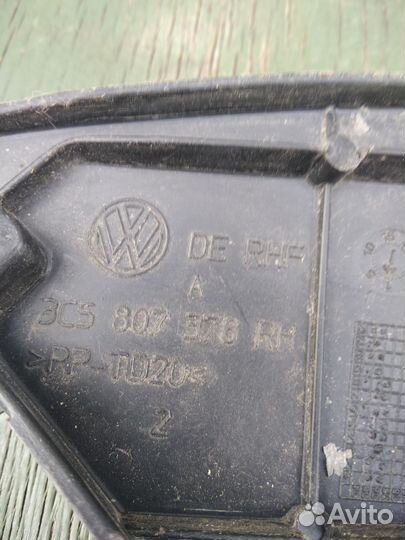 DE RHF
A
3C5 807 376 RH
>PP-TD20<
2
Avito